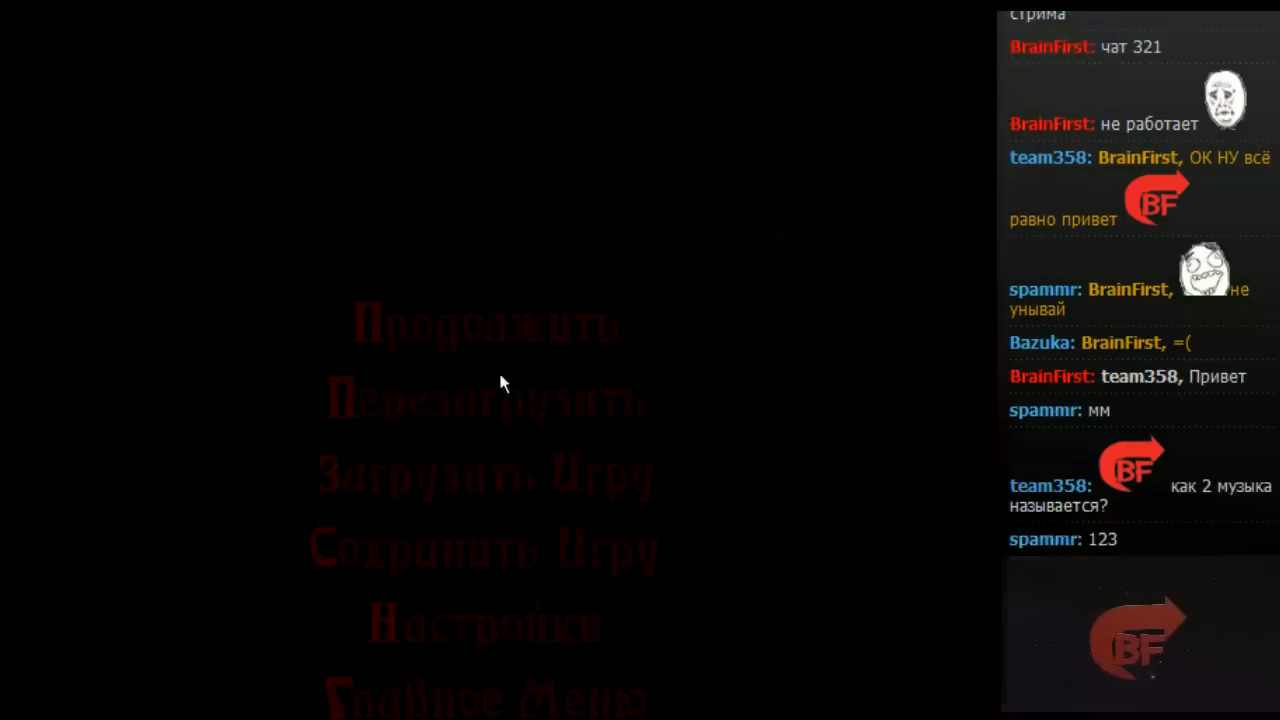 Продолжить
Перезагрузить
Загрузить Игру
Сохранить Игру
Настройки
Главное Меню
стрима
BrainFirst: чат 321
BrainFirst: не работает
team358: BrainFirst, ОК НУ всё
BF
равно привет
spammr: BrainFirst, не
унывай
Bazuka: BrainFirst, =(
BrainFirst: team358, Привет
spammr: мм
BF
team358: как 2 музыка
называется?
spammr: 123
BF